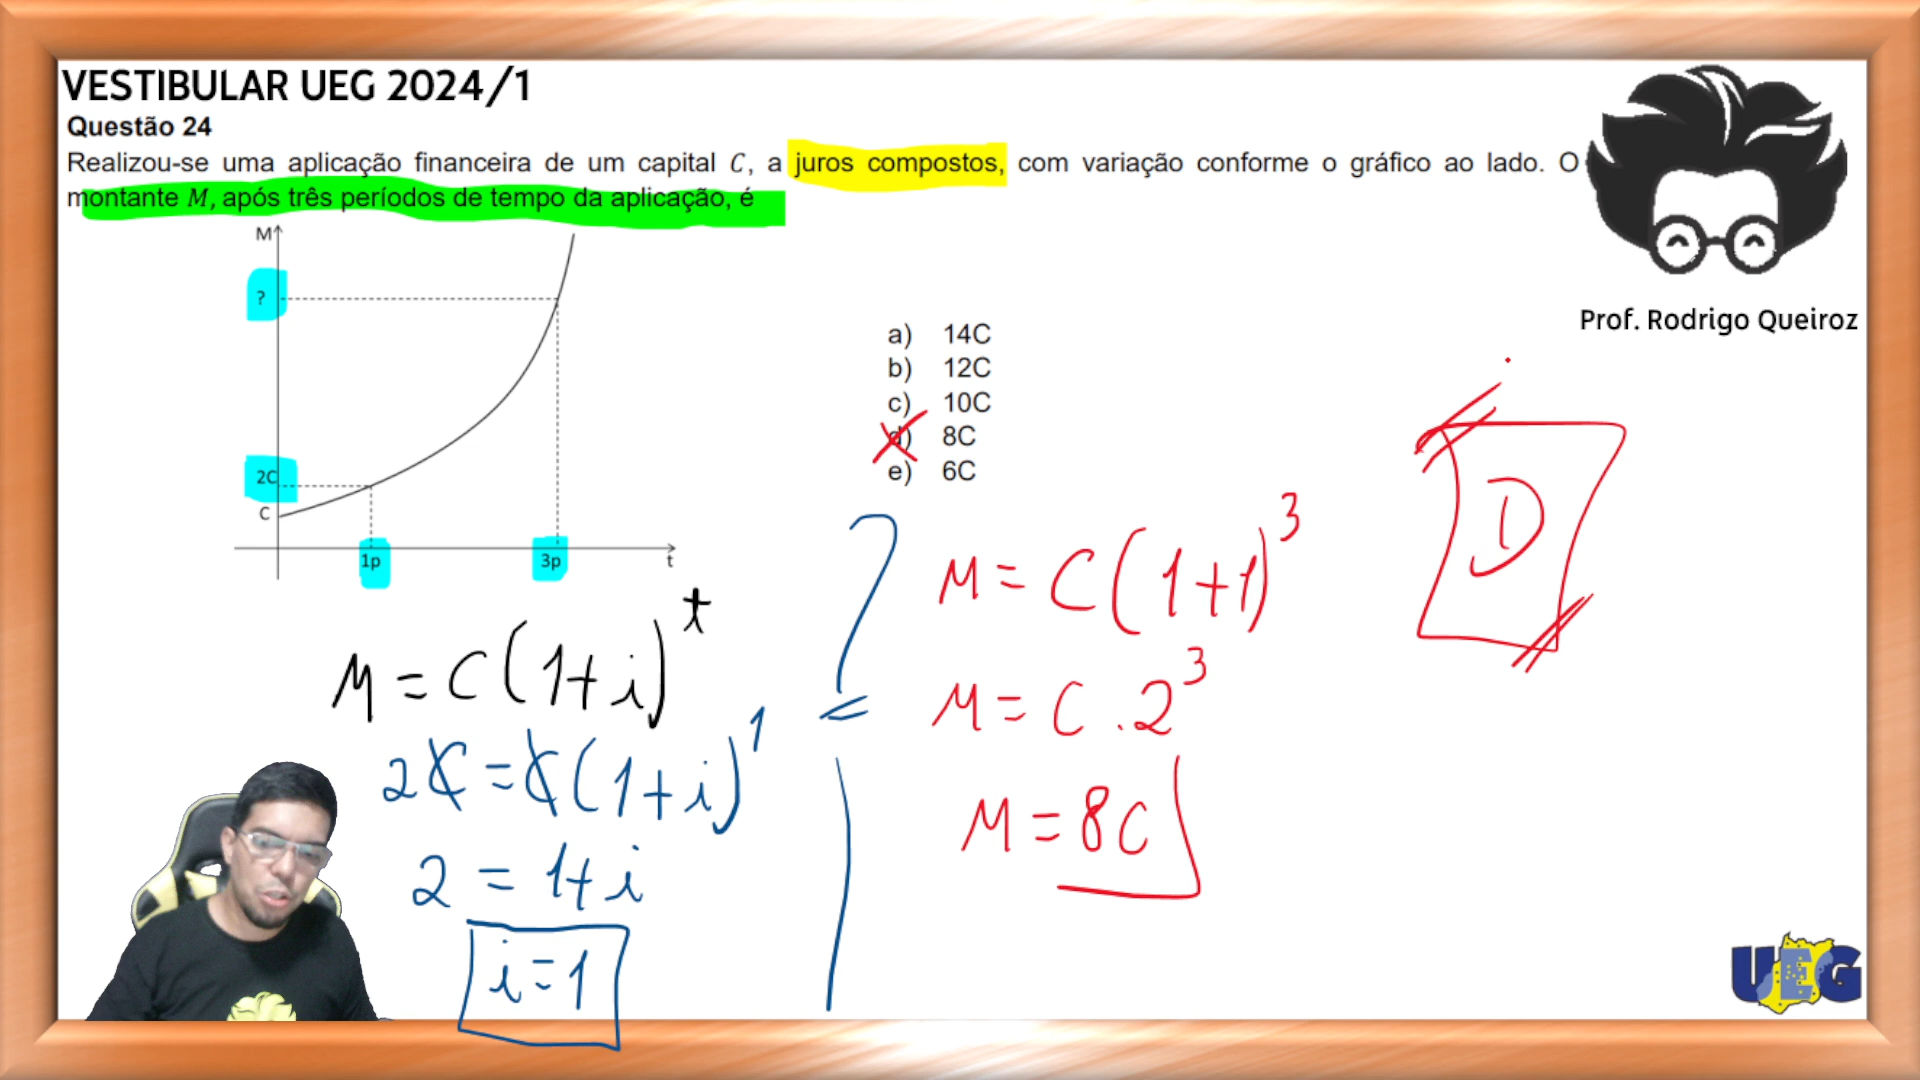 VESTIBULAR UEG 2024/1
Questão 24
Realizou-se uma aplicação financeira de um capital C, a juros compostos, com variação conforme o gráfico ao lado. O
montante M, após três períodos de tempo da aplicação, é
M
?
2C
C
1p
3p
t
a) 14C
b) 12C
c) 10C
d) 8C
e) 6C
Prof. Rodrigo Queiroz
M = C(1+i)^t
2C = C(1+i)^1
2 = 1+i
i=1
M = C(1+1)^3
M = C.2^3
M = 8C
D
UEG